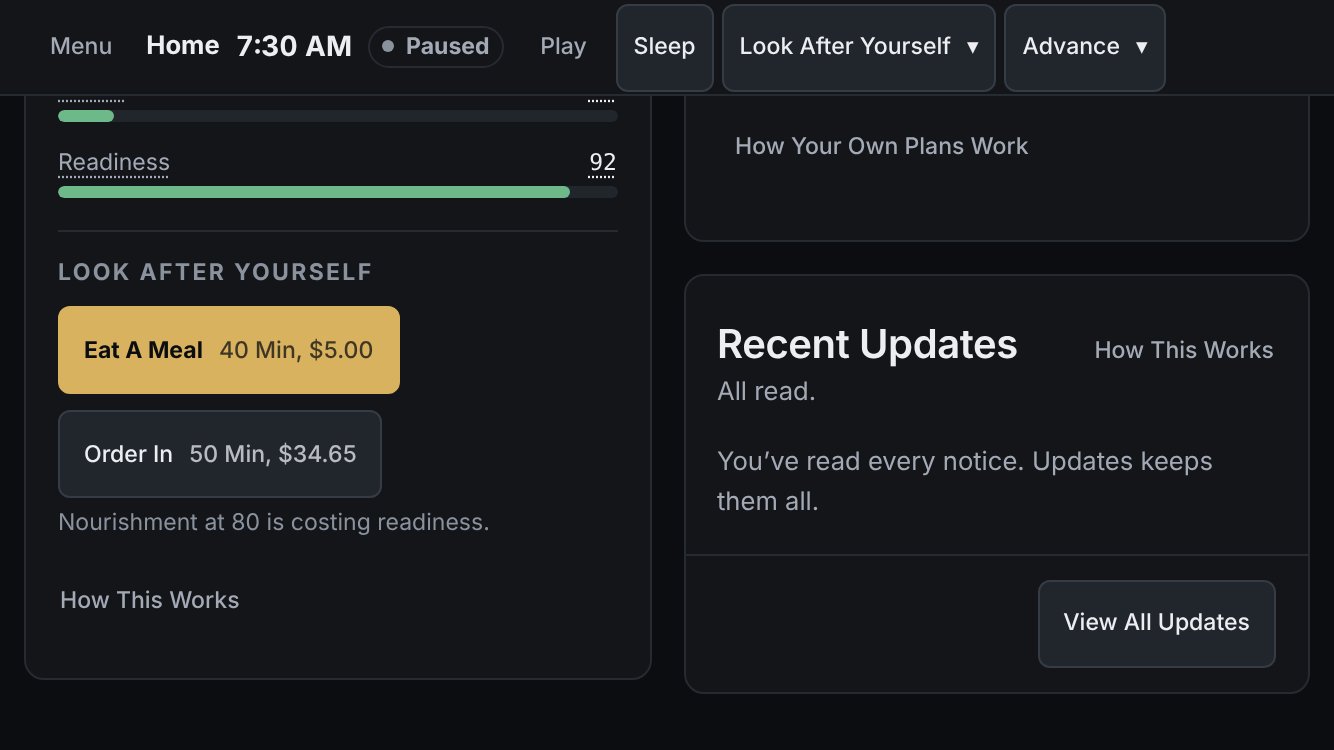 Menu
Home
7:30 AM
Paused
Play
Sleep
Look After Yourself ▼
Advance ▼
Readiness
92
LOOK AFTER YOURSELF
Eat A Meal 40 Min, $5.00
Order In 50 Min, $34.65
Nourishment at 80 is costing readiness.
How This Works
How Your Own Plans Work
Recent Updates
How This Works
All read.
You’ve read every notice. Updates keeps
them all.
View All Updates